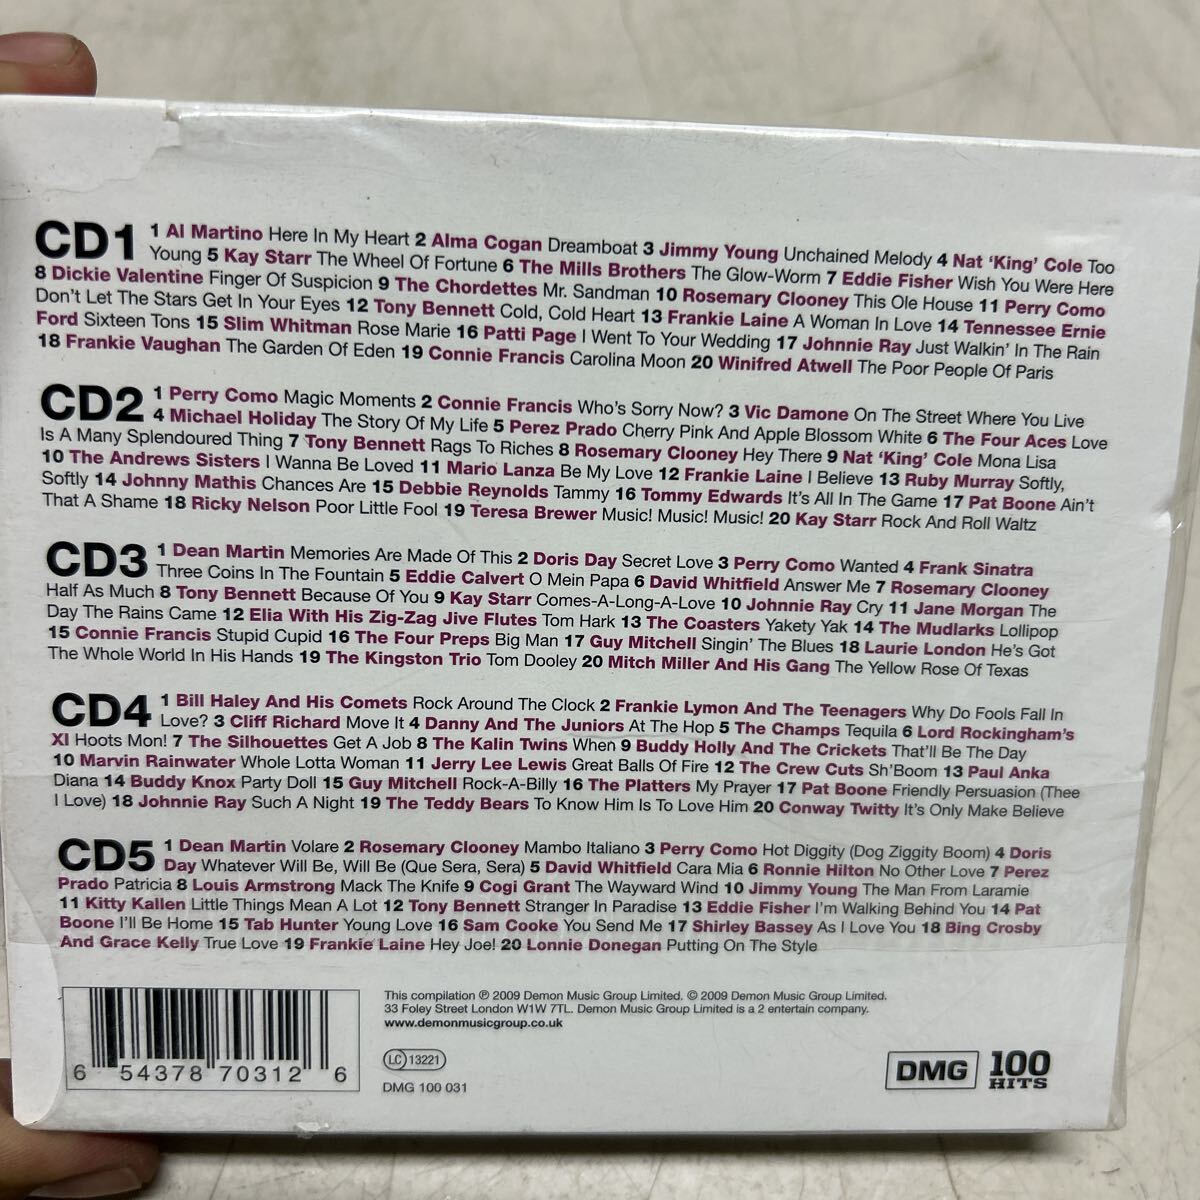 CD1 1 Al Martino Here In My Heart 2 Alma Cogan Dreamboat 3 Jimmy Young Unchained Melody 4 Nat ‘King’ Cole Too
Young 5 Kay Starr The Wheel Of Fortune 6 The Mills Brothers The Glow-Worm 7 Eddie Fisher Wish You Were Here
8 Dickie Valentine Finger Of Suspicion 9 The Chordettes Mr. Sandman 10 Rosemary Clooney This Ole House 11 Perry Como
Don’t Let The Stars Get In Your Eyes 12 Tony Bennett Cold, Cold Heart 13 Frankie Laine A Woman In Love 14 Tennessee Ernie
Ford Sixteen Tons 15 Slim Whitman Rose Marie 16 Patti Page I Went To Your Wedding 17 Johnnie Ray Just Walkin’ In The Rain
18 Frankie Vaughan The Garden Of Eden 19 Connie Francis Carolina Moon 20 Winifred Atwell The Poor People Of Paris
CD2 1 Perry Como Magic Moments 2 Connie Francis Who’s Sorry Now? 3 Vic Damone On The Street Where You Live
4 Michael Holiday The Story Of My Life 5 Perez Prado Cherry Pink And Apple Blossom White 6 The Four Aces Love
Is A Many Splendoured Thing 7 Tony Bennett Rags To Riches 8 Rosemary Clooney Hey There 9 Nat ‘King’ Cole Mona Lisa
10 The Andrews Sisters I Wanna Be Loved 11 Mario Lanza Be My Love 12 Frankie Laine I Believe 13 Ruby Murray Softly,
Softly 14 Johnny Mathis Chances Are 15 Debbie Reynolds Tammy 16 Tommy Edwards It’s All In The Game 17 Pat Boone Ain’t
That A Shame 18 Ricky Nelson Poor Little Fool 19 Teresa Brewer Music! Music! Music! 20 Kay Starr Rock And Roll Waltz
CD3 1 Dean Martin Memories Are Made Of This 2 Doris Day Secret Love 3 Perry Como Wanted 4 Frank Sinatra
Three Coins In The Fountain 5 Eddie Calvert O Mein Papa 6 David Whitfield Answer Me 7 Rosemary Clooney
Half As Much 8 Tony Bennett Because Of You 9 Kay Starr Comes-A-Long-A-Love 10 Johnnie Ray Cry 11 Jane Morgan The
Day The Rains Came 12 Elia With His Zig-Zag Jive Flutes Tom Hark 13 The Coasters Yakety Yak 14 The Mudlarks Lollipop
15 Connie Francis Stupid Cupid 16 The Four Preps Big Man 17 Guy Mitchell Singin’ The Blues 18 Laurie London He’s Got
The Whole World In His Hands 19 The Kingston Trio Tom Dooley 20 Mitch Miller And His Gang The Yellow Rose Of Texas
CD4 1 Bill Haley And His Comets Rock Around The Clock 2 Frankie Lymon And The Teenagers Why Do Fools Fall In
Love? 3 Cliff Richard Move It 4 Danny And The Juniors At The Hop 5 The Champs Tequila 6 Lord Rockingham’s
XI Hoots Mon! 7 The Silhouettes Get A Job 8 The Kalin Twins When 9 Buddy Holly And The Crickets That’ll Be The Day
10 Marvin Rainwater Whole Lotta Woman 11 Jerry Lee Lewis Great Balls Of Fire 12 The Crew Cuts Sh’Boom 13 Paul Anka
Diana 14 Buddy Knox Party Doll 15 Guy Mitchell Rock-A-Billy 16 The Platters My Prayer 17 Pat Boone Friendly Persuasion (Thee
I Love) 18 Johnnie Ray Such A Night 19 The Teddy Bears To Know Him Is To Love Him 20 Conway Twitty It’s Only Make Believe
CD5 1 Dean Martin Volare 2 Rosemary Clooney Mambo Italiano 3 Perry Como Hot Diggity (Dog Ziggity Boom) 4 Doris
Day Whatever Will Be, Will Be (Que Sera, Sera) 5 David Whitfield Cara Mia 6 Ronnie Hilton No Other Love 7 Perez
Prado Patricia 8 Louis Armstrong Mack The Knife 9 Cogi Grant The Wayward Wind 10 Jimmy Young The Man From Laramie
11 Kitty Kallen Little Things Mean A Lot 12 Tony Bennett Stranger In Paradise 13 Eddie Fisher I’m Walking Behind You 14 Pat
Boone I’ll Be Home 15 Tab Hunter Young Love 16 Sam Cooke You Send Me 17 Shirley Bassey As I Love You 18 Bing Crosby
And Grace Kelly True Love 19 Frankie Laine Hey Joe! 20 Lonnie Donegan Putting On The Style
This compilation ℗ 2009 Demon Music Group Limited. © 2009 Demon Music Group Limited.
33 Foley Street London W1W 7TL. Demon Music Group Limited is a 2 entertain company.
www.demonmusicgroup.co.uk
LC 13221
DMG 100 031
6 54378 70312 6
DMG
100
HITS